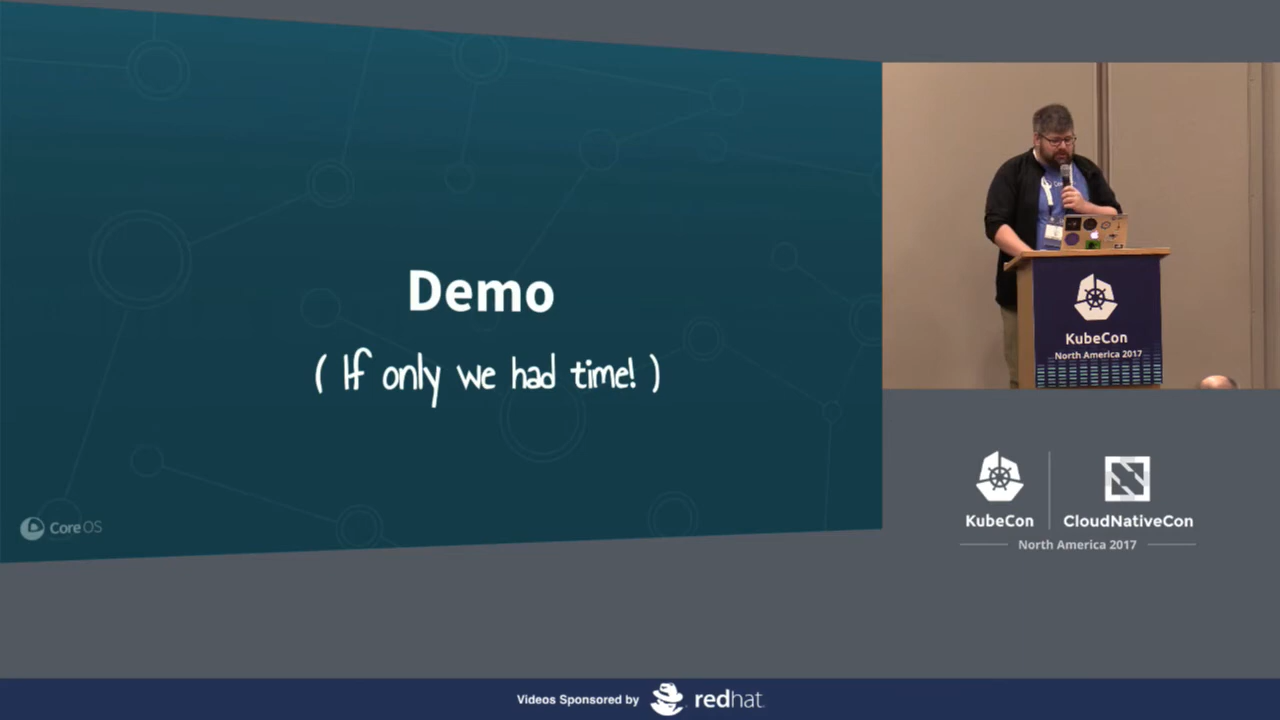 Demo
( If only we had time! )
CoreOS
KubeCon
North America 2017
KubeCon
CloudNativeCon
North America 2017
Videos Sponsored by
redhat.